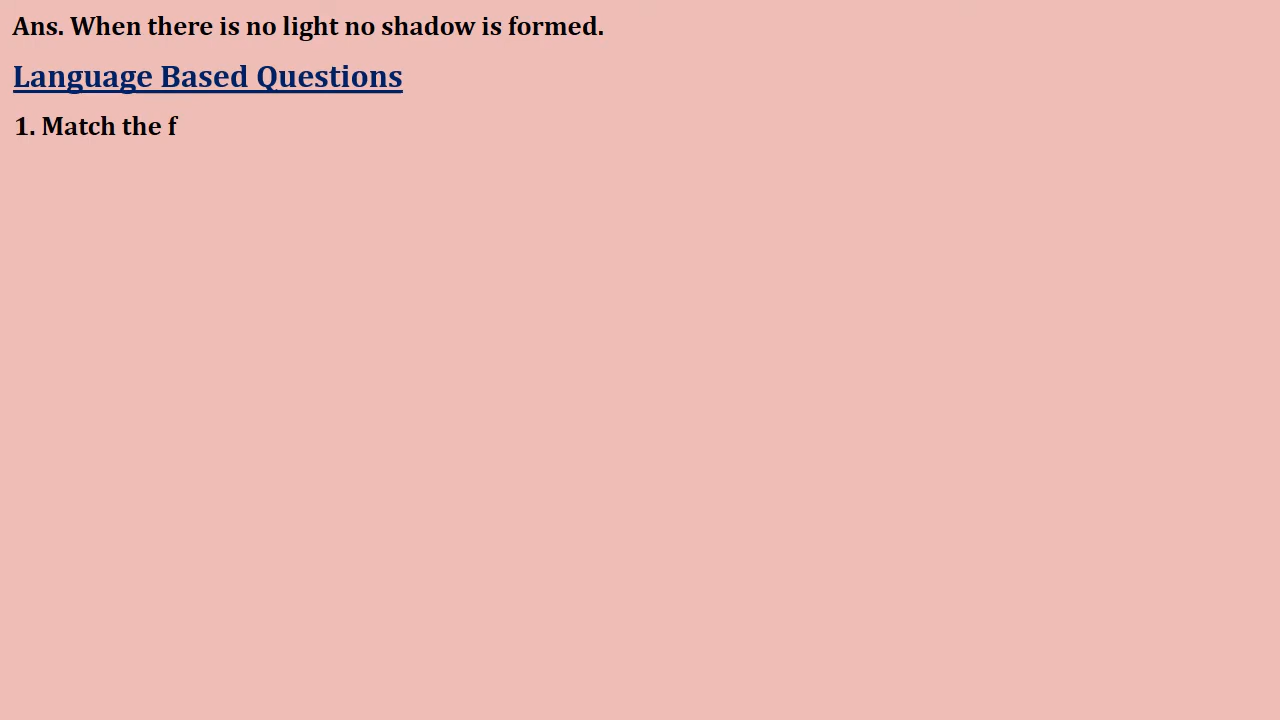 Ans. When there is no light no shadow is formed.
Language Based Questions
1. Match the f